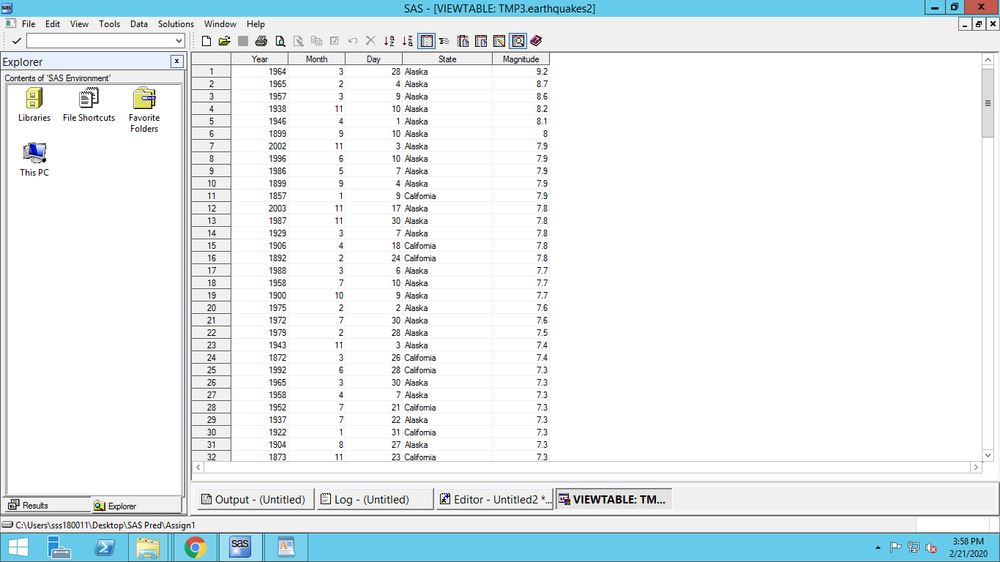 SAS - [VIEWTABLE: TMP3.earthquakes2]
File Edit View Tools Data Solutions Window Help
Explorer
Contents of 'SAS Environment'
Libraries File Shortcuts Favorite Folders
This PC
Year Month Day State Magnitude
1 1964 3 28 Alaska 9.2
2 1965 2 4 Alaska 8.7
3 1957 3 9 Alaska 8.6
4 1938 11 10 Alaska 8.2
5 1946 4 1 Alaska 8.1
6 1899 9 10 Alaska 8
7 2002 11 3 Alaska 7.9
8 1996 6 10 Alaska 7.9
9 1986 5 7 Alaska 7.9
10 1899 9 4 Alaska 7.9
11 1857 1 9 California 7.9
12 2003 11 17 Alaska 7.8
13 1987 11 30 Alaska 7.8
14 1929 3 7 Alaska 7.8
15 1906 4 18 California 7.8
16 1892 2 24 California 7.8
17 1988 3 6 Alaska 7.7
18 1958 7 10 Alaska 7.7
19 1900 10 9 Alaska 7.7
20 1975 2 2 Alaska 7.6
21 1972 7 30 Alaska 7.6
22 1979 2 28 Alaska 7.5
23 1943 11 3 Alaska 7.4
24 1872 3 26 California 7.4
25 1992 6 28 California 7.3
26 1965 3 30 Alaska 7.3
27 1958 4 7 Alaska 7.3
28 1952 7 21 California 7.3
29 1937 7 22 Alaska 7.3
30 1922 1 31 California 7.3
31 1904 8 27 Alaska 7.3
32 1873 11 23 California 7.3
Results Explorer
Output - (Untitled) Log - (Untitled) Editor - Untitled2 *... VIEWTABLE: TM...
C:\Users\sss180011\Desktop\SAS Pred\Assign1
sas
3:58 PM
2/21/2020